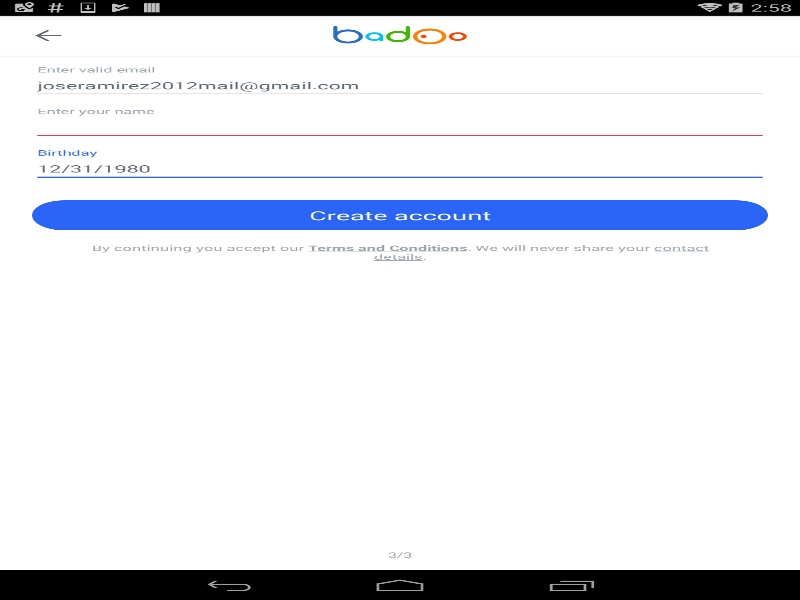 2:58
badoo
Enter valid email
joseramirez2012mail@gmail.com
Enter your name
Birthday
12/31/1980
Create account
By continuing you accept our Terms and Conditions. We will never share your contact
details.
3/3